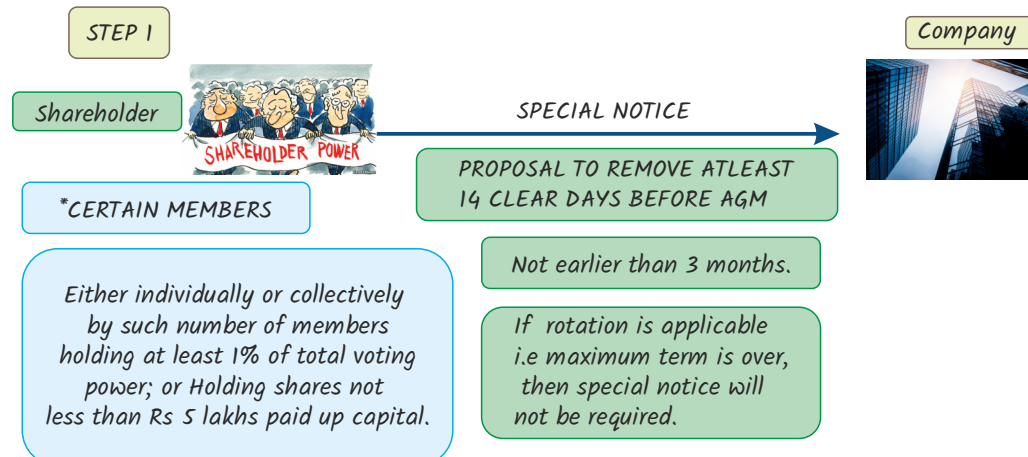 STEP 1
Company
Shareholder
SHAREHOLDER POWER
SPECIAL NOTICE
PROPOSAL TO REMOVE ATLEAST
14 CLEAR DAYS BEFORE AGM
*CERTAIN MEMBERS
Not earlier than 3 months.
Either individually or collectively
by such number of members
holding at least 1% of total voting
power; or Holding shares not
less than Rs 5 lakhs paid up capital.
If rotation is applicable
i.e maximum term is over,
then special notice will
not be required.